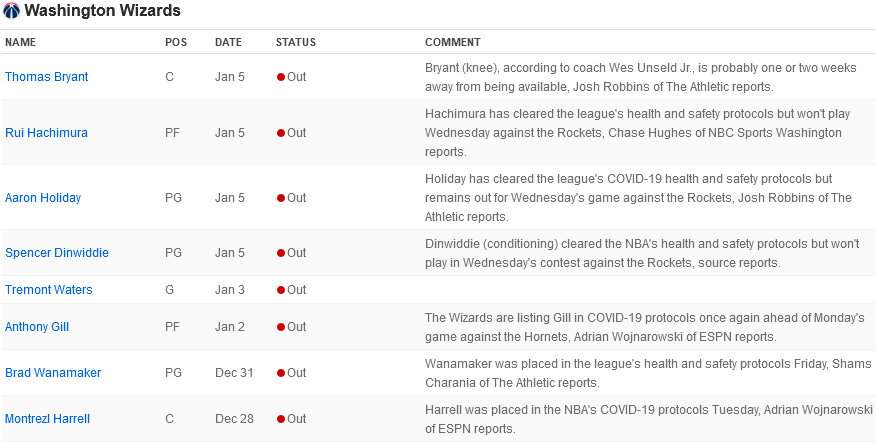 Washington Wizards
NAME POS DATE STATUS COMMENT
Bryant (knee), according to coach Wes Unseld Jr., is probably one or two weeks
Thomas Bryant C Jan 5 Out
away from being available, Josh Robbins of The Athletic reports.
Hachimura has cleared the league's health and safety protocols but won't play
Rui Hachimura PF Jan 5 Out Wednesday against the Rockets, Chase Hughes of NBC Sports Washington
reports.
Holiday has cleared the league's COVID-19 health and safety protocols but
Aaron Holiday PG Jan 5 Out remains out for Wednesday's game against the Rockets, Josh Robbins of The
Athletic reports.
Dinwiddie (conditioning) cleared the NBA's health and safety protocols but won't
Spencer Dinwiddie PG Jan 5 Out
play in Wednesday's contest against the Rockets, source reports.
Tremont Waters G Jan 3 Out
The Wizards are listing Gill in COVID-19 protocols once again ahead of Monday's
Anthony Gill PF Jan 2 Out
game against the Hornets, Adrian Wojnarowski of ESPN reports.
Wanamaker was placed in the league's health and safety protocols Friday, Shams
Brad Wanamaker PG Dec 31 Out
Charania of The Athletic reports.
Harrell was placed in the NBA's COVID-19 protocols Tuesday, Adrian Wojnarowski
Montrezl Harrell C Dec 28 Out
of ESPN reports.